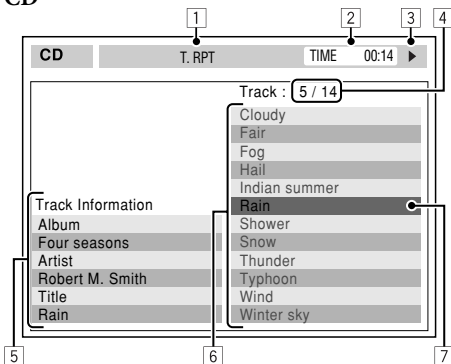 CD
1 2 3 4
CD T. RPT TIME 00:14
Track : 5 / 14
Cloudy
Fair
Fog
Hail
Indian summer
Rain
Shower
Snow
Thunder
Typhoon
Wind
Winter sky
Track Information
Album
Four seasons
Artist
Robert M. Smith
Title
Rain
5 6 7